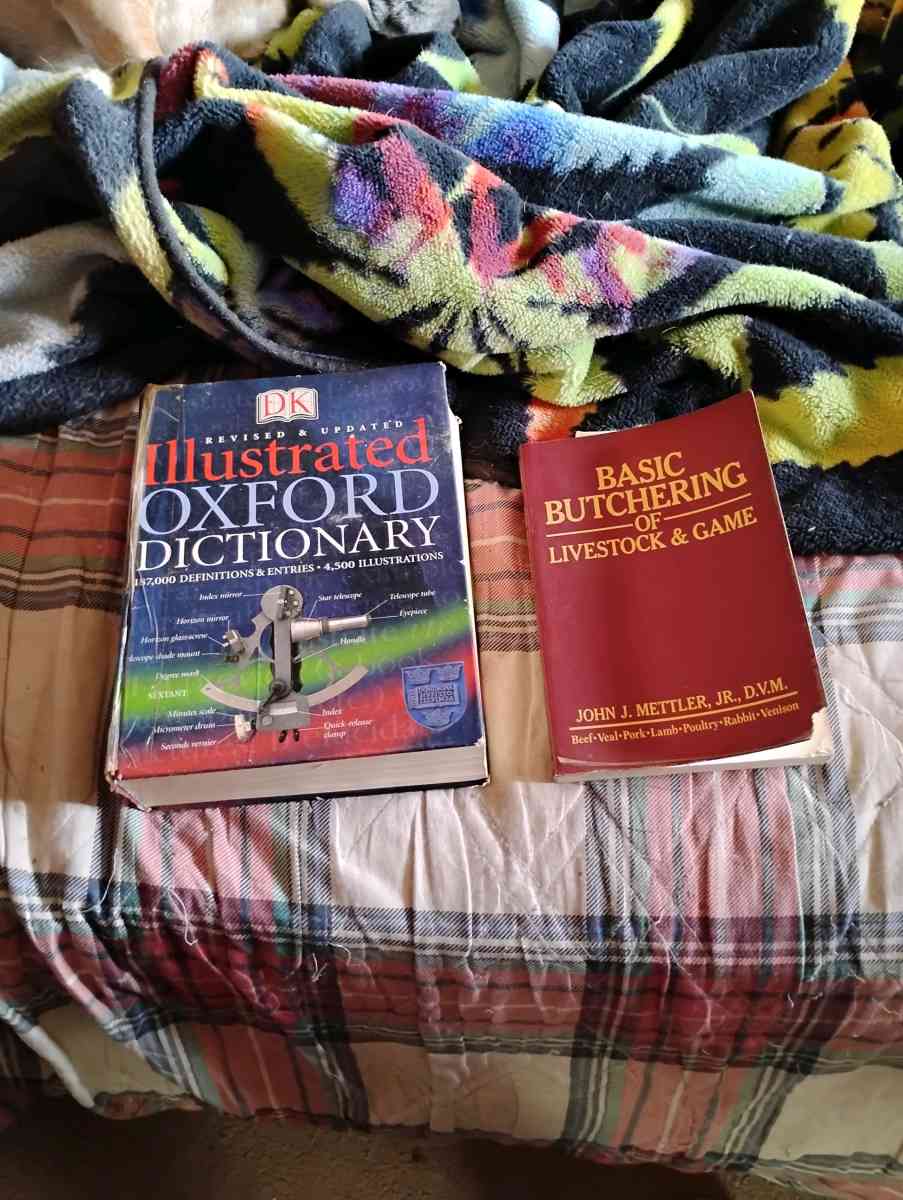 DK
REVISED & UPDATED
Illustrated
OXFORD
DICTIONARY
187,000 DEFINITIONS & ENTRIES • 4,500 ILLUSTRATIONS
Index mirror
Star telescope
Telescope tube
Horizon mirror
Eyepiece
Horizon glass screw
Handle
shade mount
Degree mark
SEXTANT
Minutes scale
Index
Micrometer drum
Quick-release
clamp
Seconds vernier
BASIC
BUTCHERING
OF
LIVESTOCK & GAME
JOHN J. METTLER, JR., D.V.M.
Beef•Veal•Pork•Lamb•Poultry•Rabbit•Venison